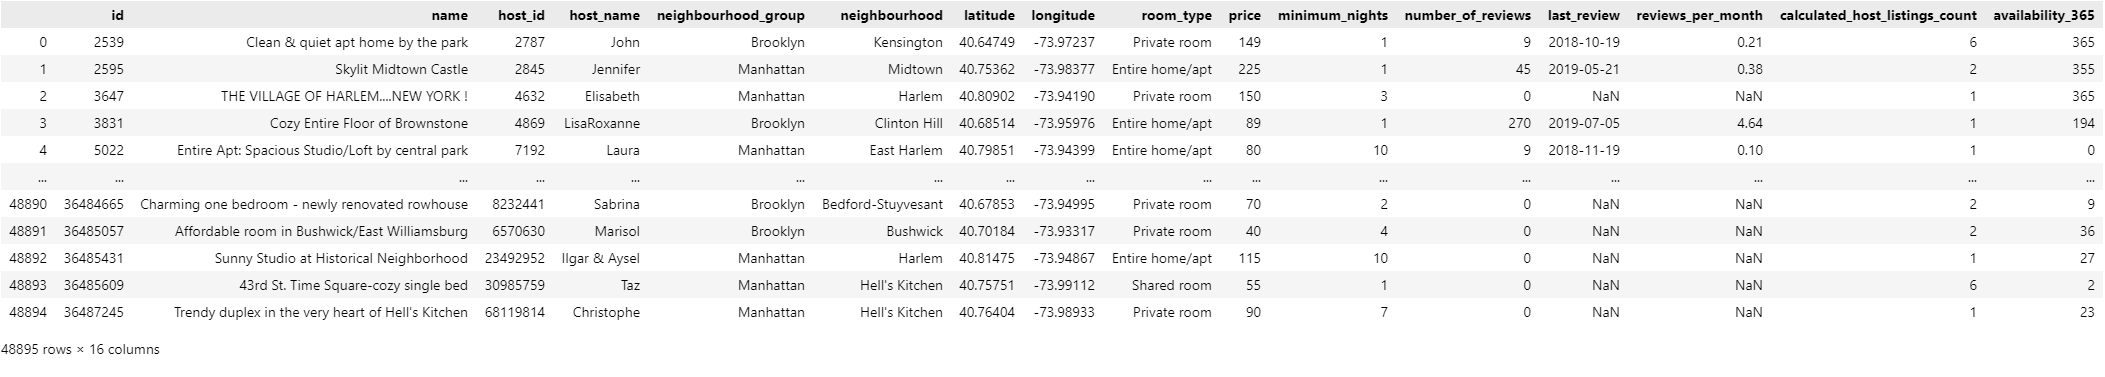 id name host_id host_name neighbourhood_group neighbourhood latitude longitude room_type price minimum_nights number_of_reviews last_review reviews_per_month calculated_host_listings_count availability_365
0 2539 Clean & quiet apt home by the park 2787 John Brooklyn Kensington 40.64749 -73.97237 Private room 149 1 9 2018-10-19 0.21 6 365
1 2595 Skylit Midtown Castle 2845 Jennifer Manhattan Midtown 40.75362 -73.98377 Entire home/apt 225 1 45 2019-05-21 0.38 2 355
2 3647 THE VILLAGE OF HARLEM....NEW YORK ! 4632 Elisabeth Manhattan Harlem 40.80902 -73.94190 Private room 150 3 0 NaN NaN 1 365
3 3831 Cozy Entire Floor of Brownstone 4869 LisaRoxanne Brooklyn Clinton Hill 40.68514 -73.95976 Entire home/apt 89 1 270 2019-07-05 4.64 1 194
4 5022 Entire Apt: Spacious Studio/Loft by central park 7192 Laura Manhattan East Harlem 40.79851 -73.94399 Entire home/apt 80 10 9 2018-11-19 0.10 1 0
... ... ... ... ... ... ... ... ... ... ... ... ... ... ... ... ...
48890 36484665 Charming one bedroom - newly renovated rowhouse 8232441 Sabrina Brooklyn Bedford-Stuyvesant 40.67853 -73.94995 Private room 70 2 0 NaN NaN 2 9
48891 36485057 Affordable room in Bushwick/East Williamsburg 6570630 Marisol Brooklyn Bushwick 40.70184 -73.93317 Private room 40 4 0 NaN NaN 2 36
48892 36485431 Sunny Studio at Historical Neighborhood 23492952 Ilgar & Aysel Manhattan Harlem 40.81475 -73.94867 Entire home/apt 115 10 0 NaN NaN 1 27
48893 36485609 43rd St. Time Square-cozy single bed 30985759 Taz Manhattan Hell's Kitchen 40.75751 -73.99112 Shared room 55 1 0 NaN NaN 6 2
48894 36487245 Trendy duplex in the very heart of Hell's Kitchen 68119814 Christophe Manhattan Hell's Kitchen 40.76404 -73.98933 Private room 90 7 0 NaN NaN 1 23
48895 rows × 16 columns